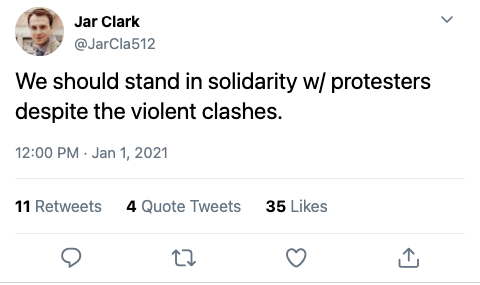 Jar Clark
@JarCla512
We should stand in solidarity w/ protesters
despite the violent clashes.
12:00 PM · Jan 1, 2021
11 Retweets 4 Quote Tweets 35 Likes